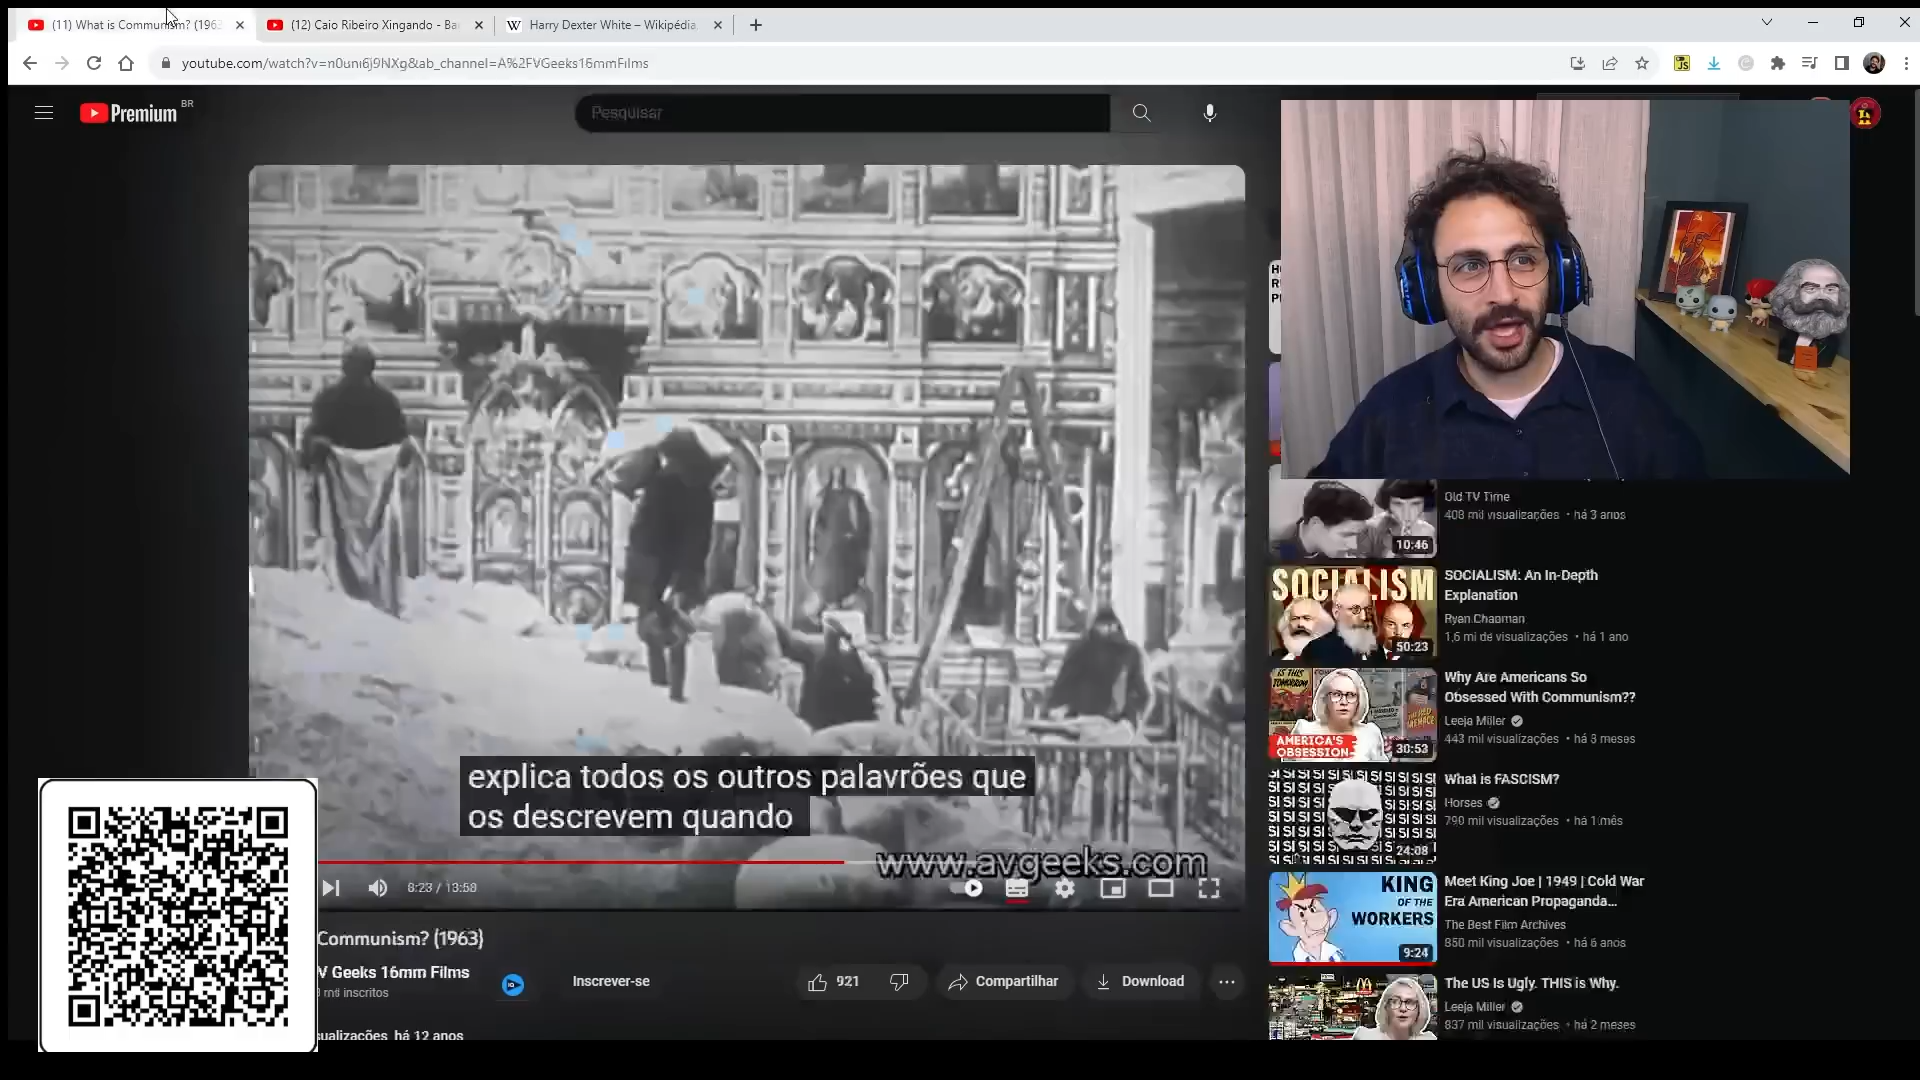 (11) What is Communism? (1963
(12) Caio Ribeiro Xingando - Ba
W Harry Dexter White – Wikipédia
youtube.com/watch?v=n0uni6j9NXg&ab_channel=A%2FVGeeks16mmFilms
JS
Premium BR
Pesquisar
explica todos os outros palavrões que
os descrevem quando
www.avgeeks.com
8:23 / 13:58
Communism? (1963)
V Geeks 16mm Films
mil inscritos
Inscrever-se
921
Compartilhar
Download
sualizações há 12 anos
Old TV Time
408 mil visualizações • há 3 anos
10:46
SOCIALISM
50:23
SOCIALISM: An In-Depth
Explanation
Ryan Chapman
1,6 mi de visualizações • há 1 ano
IS THIS
TOMORROW
AMERICA'S
OBSESSION
30:53
Why Are Americans So
Obsessed With Communism??
Leeja Miller
443 mil visualizações • há 8 meses
24:08
What is FASCISM?
Horses
790 mil visualizações • há 1 mês
KING
OF THE
WORKERS
9:24
Meet King Joe | 1949 | Cold War
Era American Propaganda...
The Best Film Archives
850 mil visualizações • há 6 anos
The US Is Ugly. THIS is Why.
Leeja Miller
837 mil visualizações • há 2 meses